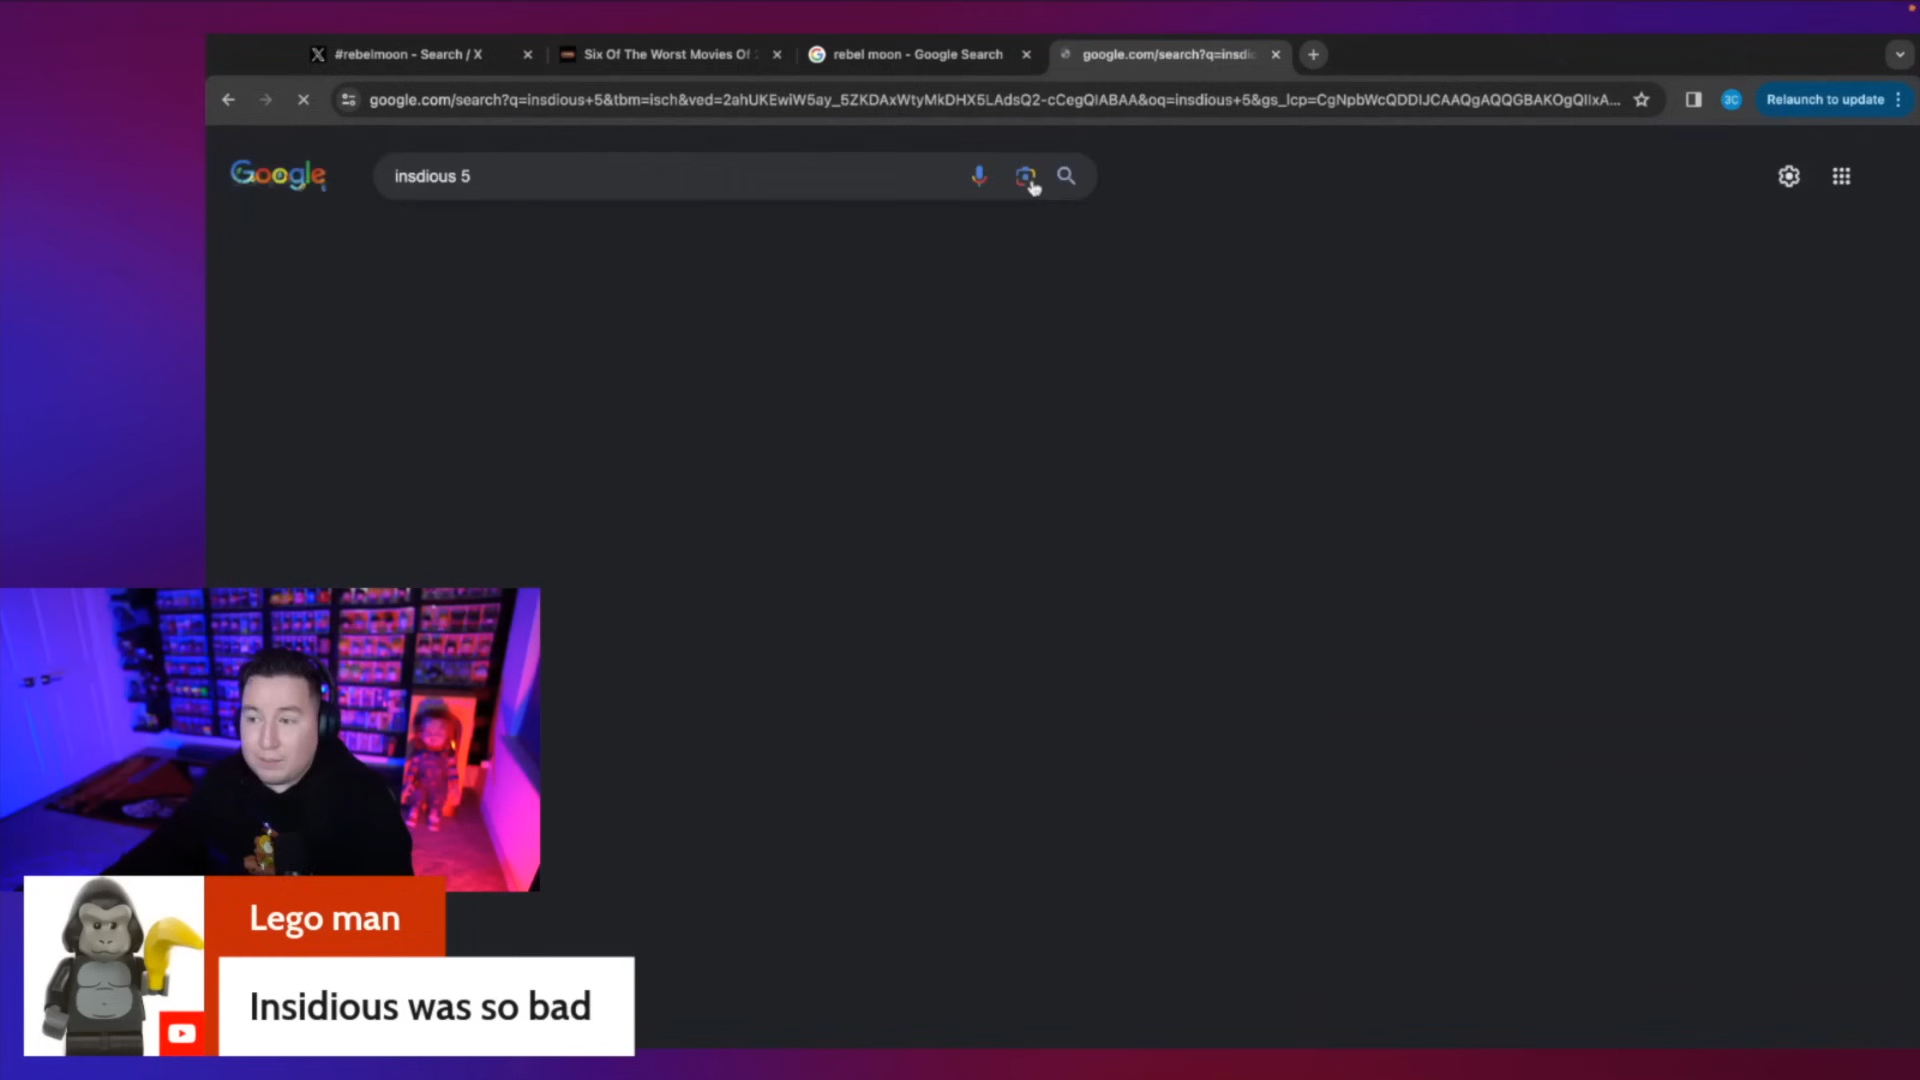 #rebelmoon - Search / X
Six Of The Worst Movies Of
rebel moon - Google Search
google.com/search?q=insdi
google.com/search?q=insdious+5&tbm=isch&ved=2ahUKEwiW5ay_5ZKDAxWtyMkDHX5LAdsQ2-cCegQIABAA&oq=insdious+5&gs_lcp=CgNpbWcQDDIJCAAQgAQQGBAKOgQIIxA...
3C
Relaunch to update
Google
insdious 5
Lego man
Insidious was so bad